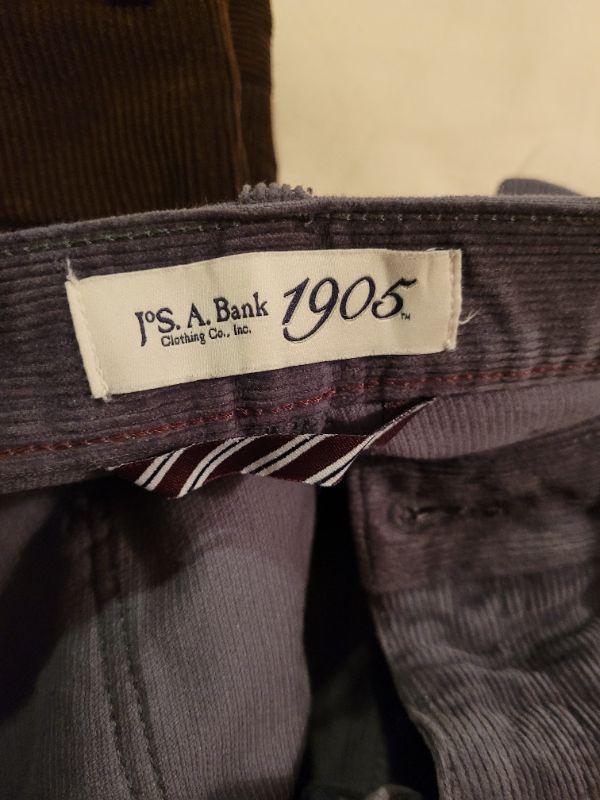 JoS. A. Bank 1905™
Clothing Co., Inc.